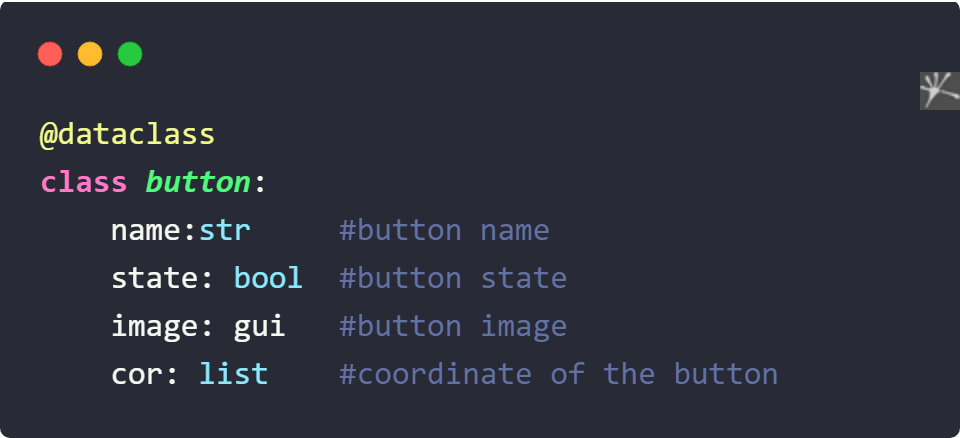 @dataclass
class button:
    name:str     #button name
    state: bool  #button state
    image: gui   #button image
    cor: list    #coordinate of the button